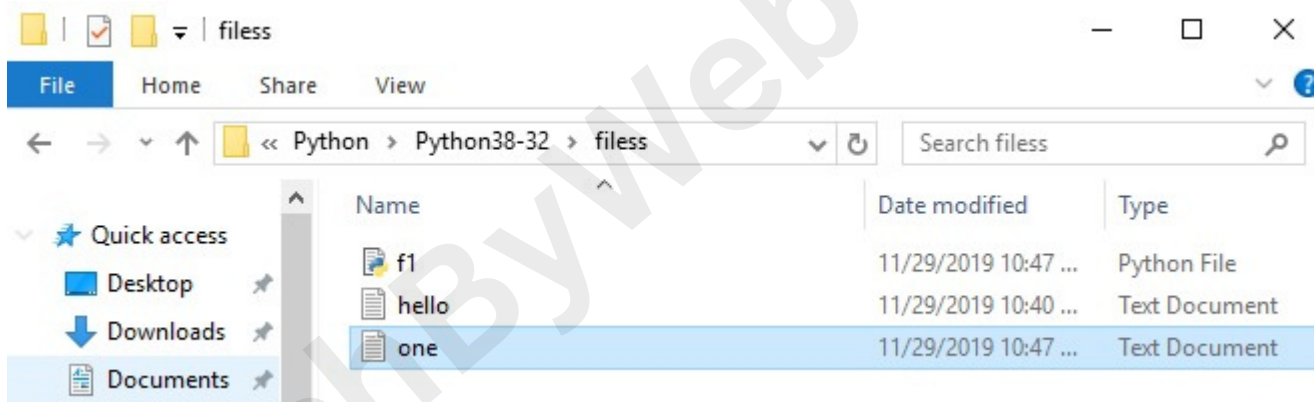 filess
File Home Share View
« Python > Python38-32 > filess Search filess
Name Date modified Type
Quick access
f1 11/29/2019 10:47 ... Python File
Desktop
hello 11/29/2019 10:40 ... Text Document
Downloads
one 11/29/2019 10:47 ... Text Document
Documents
hByWeb